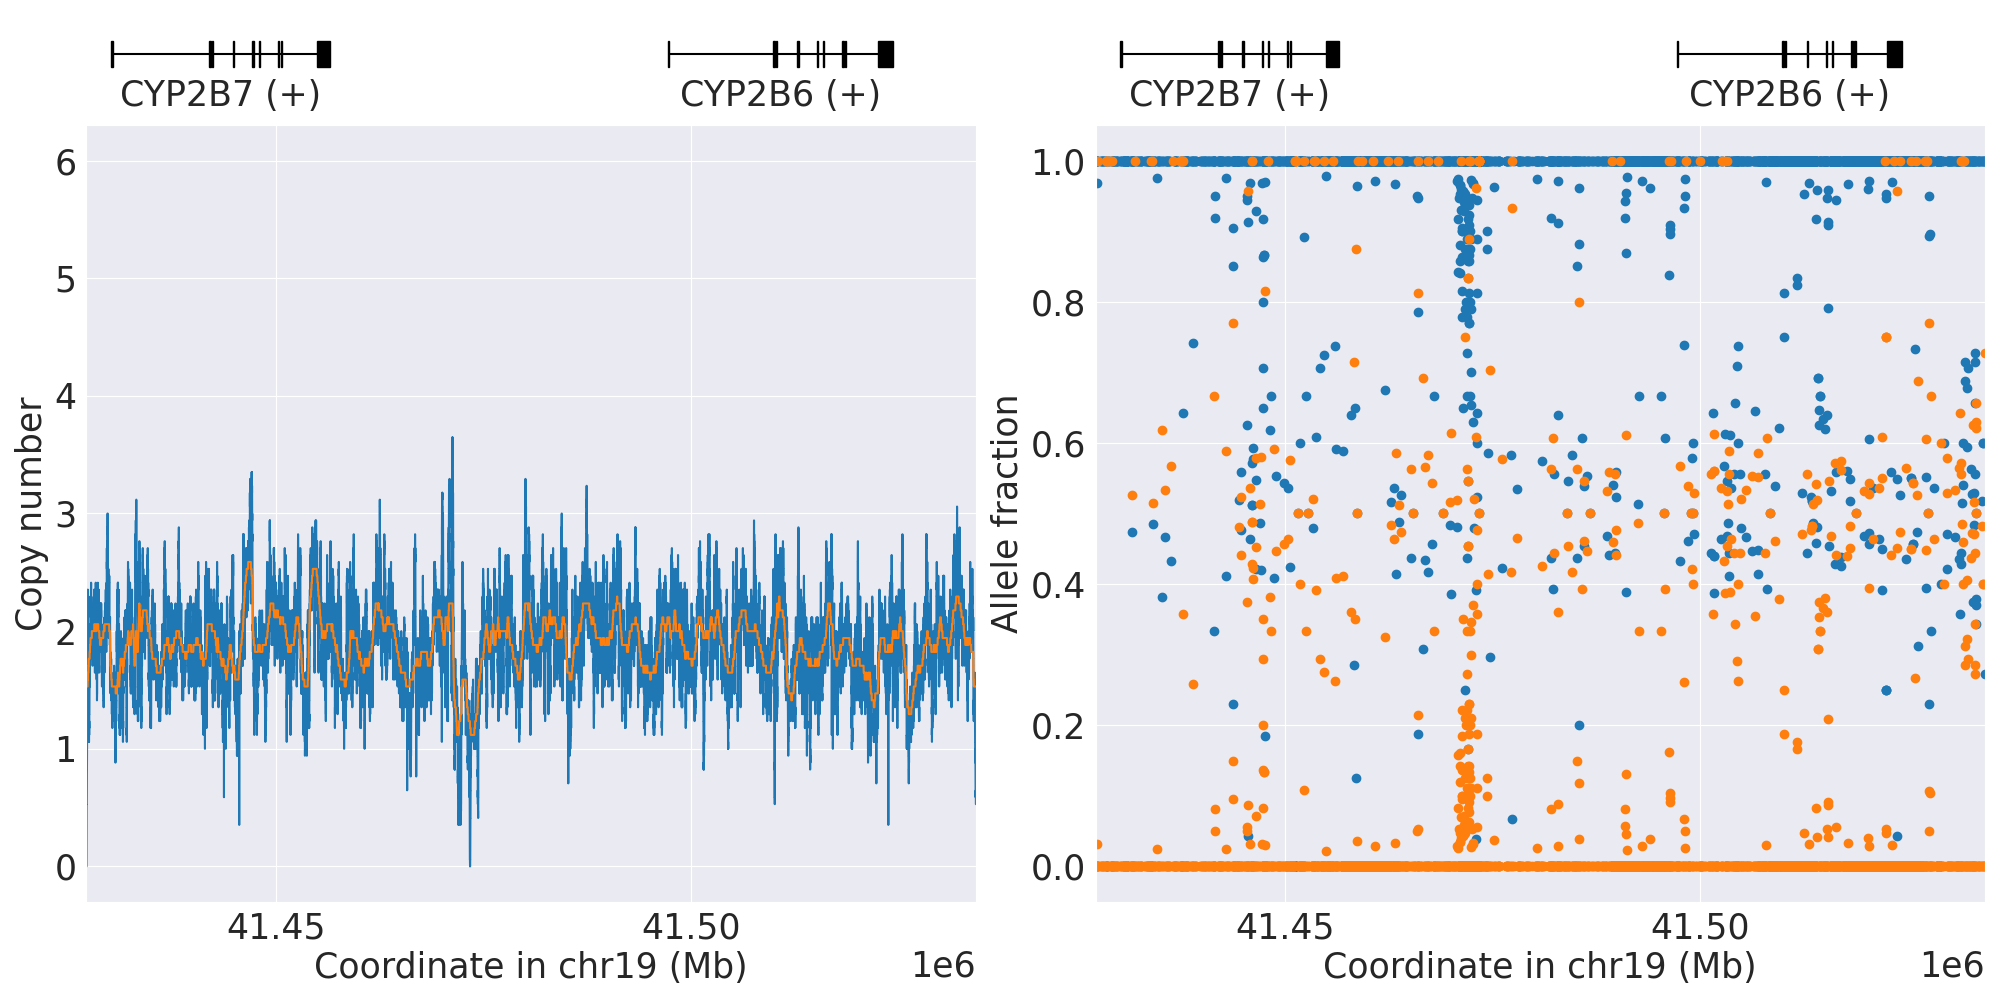 CYP2B7 (+)
CYP2B6 (+)
CYP2B7 (+)
CYP2B6 (+)
Copy number
6
5
4
3
2
1
0
41.45
41.50
Coordinate in chr19 (Mb)
1e6
Allele fraction
1.0
0.8
0.6
0.4
0.2
0.0
41.45
41.50
Coordinate in chr19 (Mb)
1e6